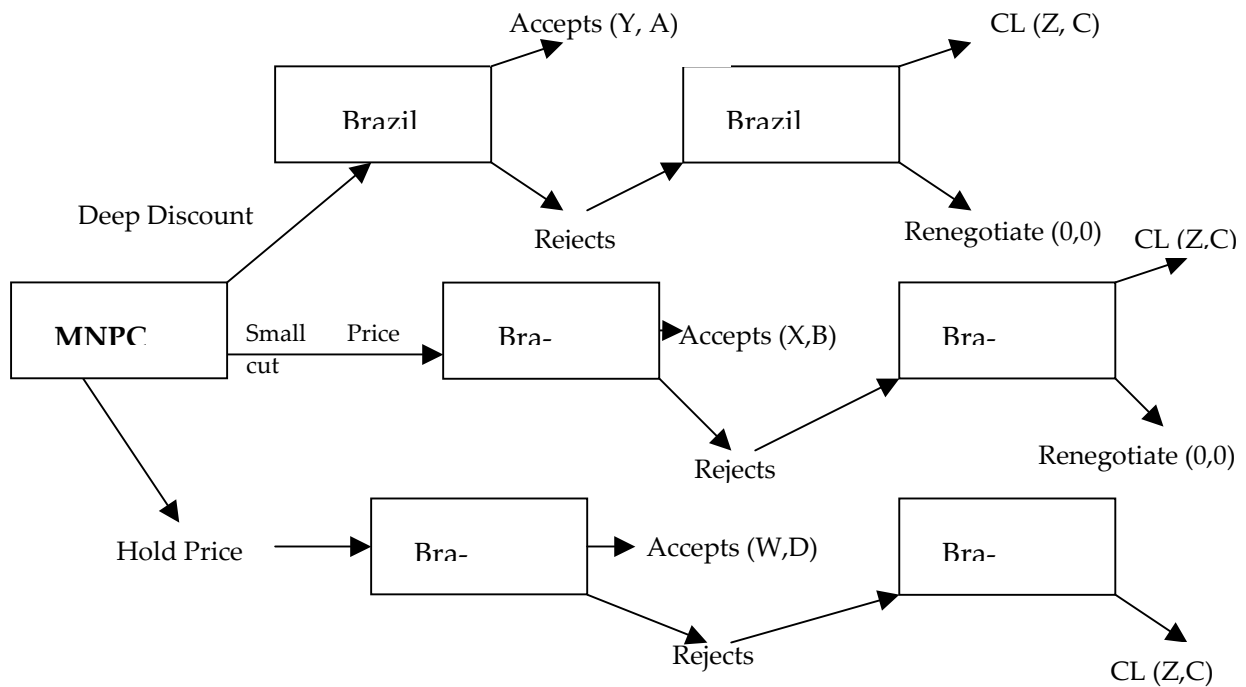 Accepts (Y, A)
CL (Z, C)
Brazil
Brazil
Deep Discount
Rejects
Renegotiate (0,0)
CL (Z,C)
MNPC
Small Price
cut
Bra-
Accepts (X,B)
Bra-
Rejects
Renegotiate (0,0)
Hold Price
Bra-
Accepts (W,D)
Bra-
Rejects
CL (Z,C)